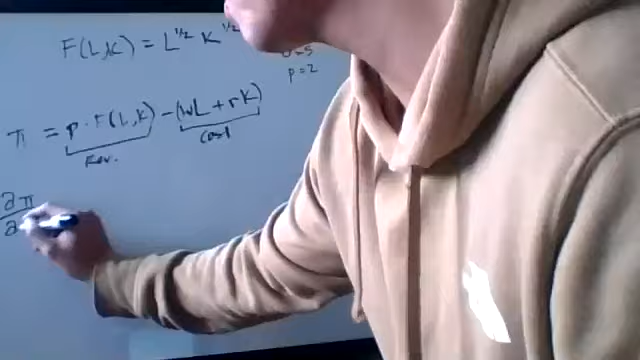 F(L,K) = L^{1/2} K^{1/2}
p = 2
π = p · F(L,K) - (wL + rK)
Rev. Cost
∂π
∂